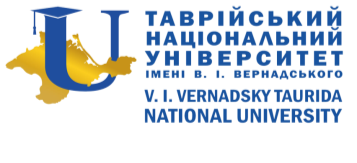 ТАВРІЙСЬКИЙ
НАЦІОНАЛЬНИЙ
УНІВЕРСИТЕТ
ІМЕНІ В. І. ВЕРНАДСЬКОГО
V. I. VERNADSKY TAURIDA
NATIONAL UNIVERSITY